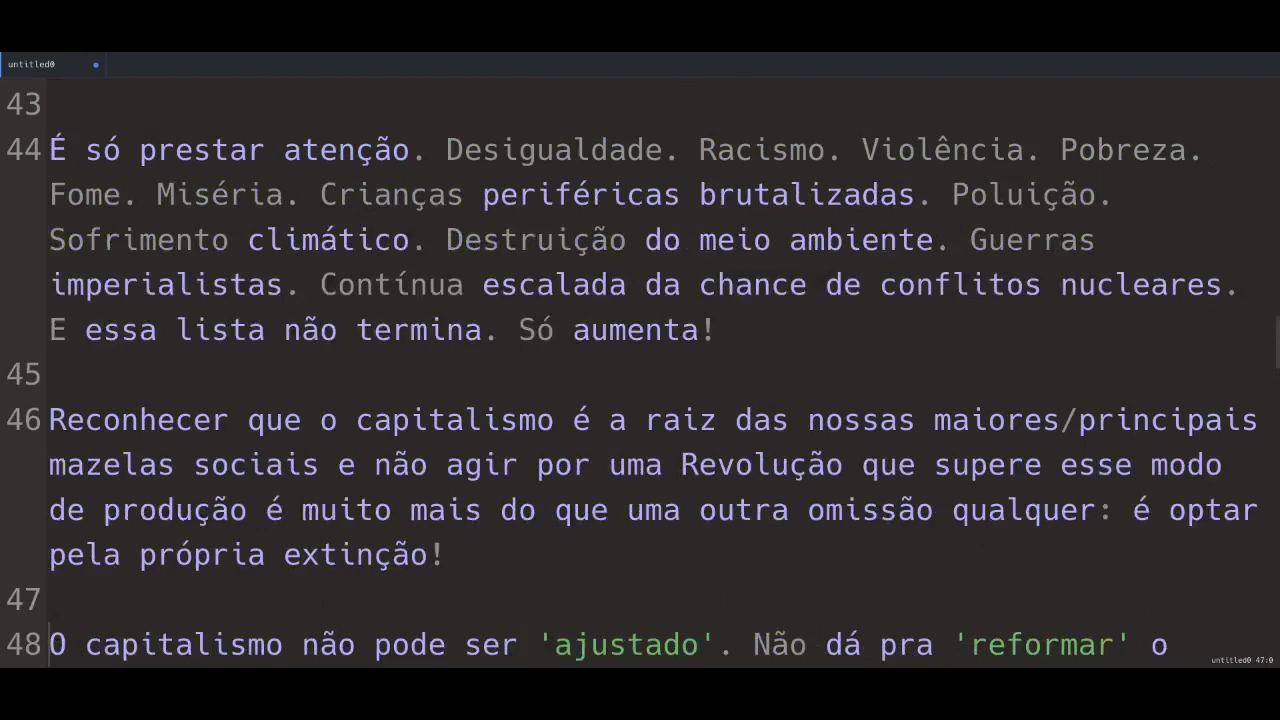 untitled0
43
44 É só prestar atenção. Desigualdade. Racismo. Violência. Pobreza.
Fome. Miséria. Crianças periféricas brutalizadas. Poluição.
Sofrimento climático. Destruição do meio ambiente. Guerras
imperialistas. Contínua escalada da chance de conflitos nucleares.
E essa lista não termina. Só aumenta!
45
46 Reconhecer que o capitalismo é a raiz das nossas maiores/principais
mazelas sociais e não agir por uma Revolução que supere esse modo
de produção é muito mais do que uma outra omissão qualquer: é optar
pela própria extinção!
47
48 O capitalismo não pode ser 'ajustado'. Não dá pra 'reformar' o
untitled0 47:0